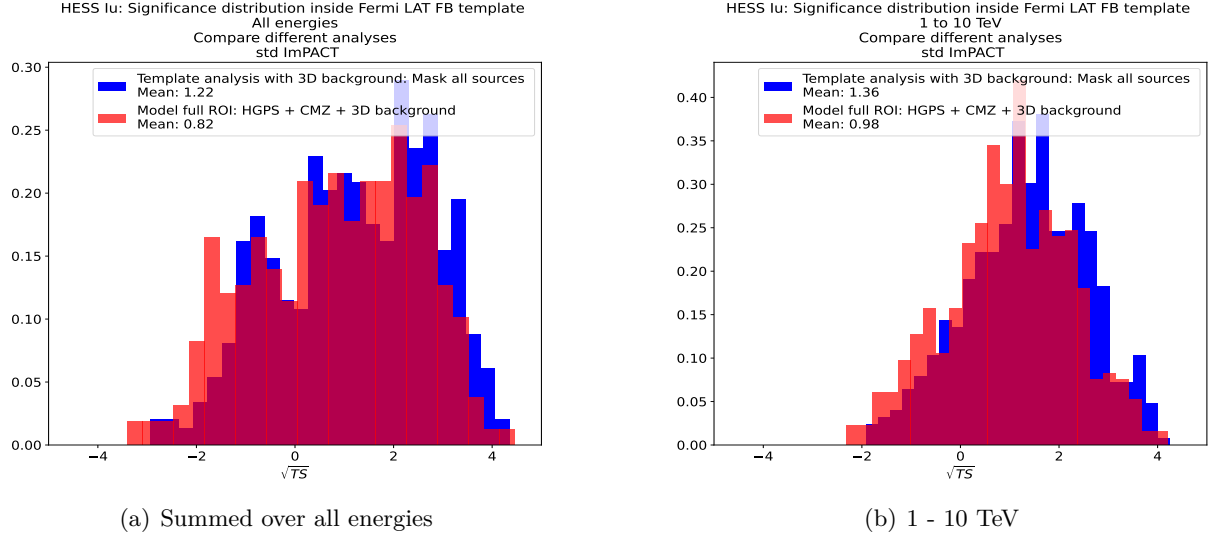 HESS Iu: Significance distribution inside Fermi LAT FB template
All energies
Compare different analyses
std ImPACT
Template analysis with 3D background: Mask all sources
Mean: 1.22
Model full ROI: HGPS + CMZ + 3D background
Mean: 0.82
0.30
0.25
0.20
0.15
0.10
0.05
0.00
−4 −2 0 2 4
√TS
(a) Summed over all energies
HESS Iu: Significance distribution inside Fermi LAT FB template
1 to 10 TeV
Compare different analyses
std ImPACT
Template analysis with 3D background: Mask all sources
Mean: 1.36
Model full ROI: HGPS + CMZ + 3D background
Mean: 0.98
0.40
0.35
0.30
0.25
0.20
0.15
0.10
0.05
0.00
−4 −2 0 2 4
√TS
(b) 1 - 10 TeV